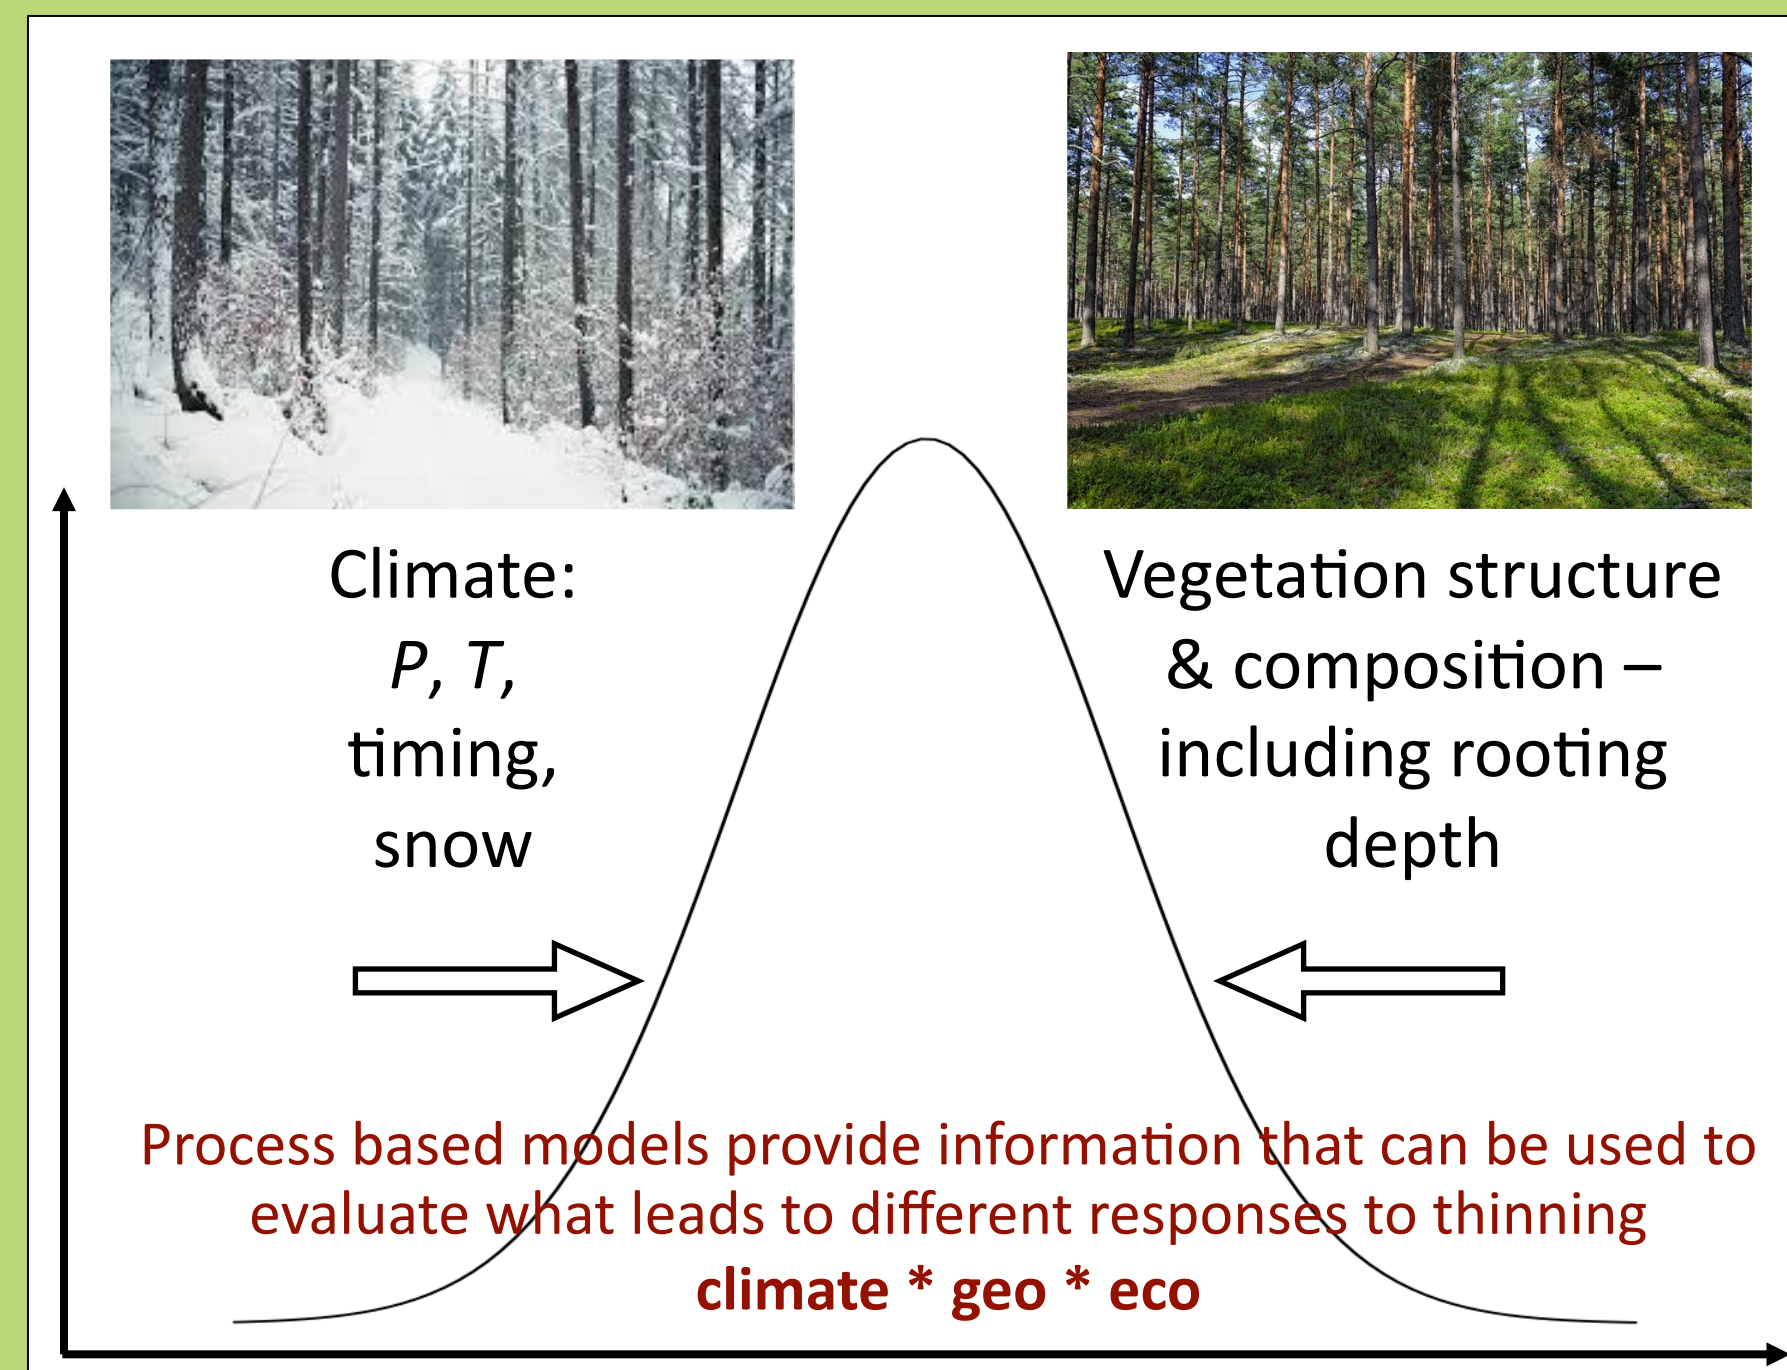 Climate:
P, T,
timing,
snow
Vegetation structure
& composition –
including rooting
depth
Process based models provide information that can be used to
evaluate what leads to different responses to thinning
climate * geo * eco